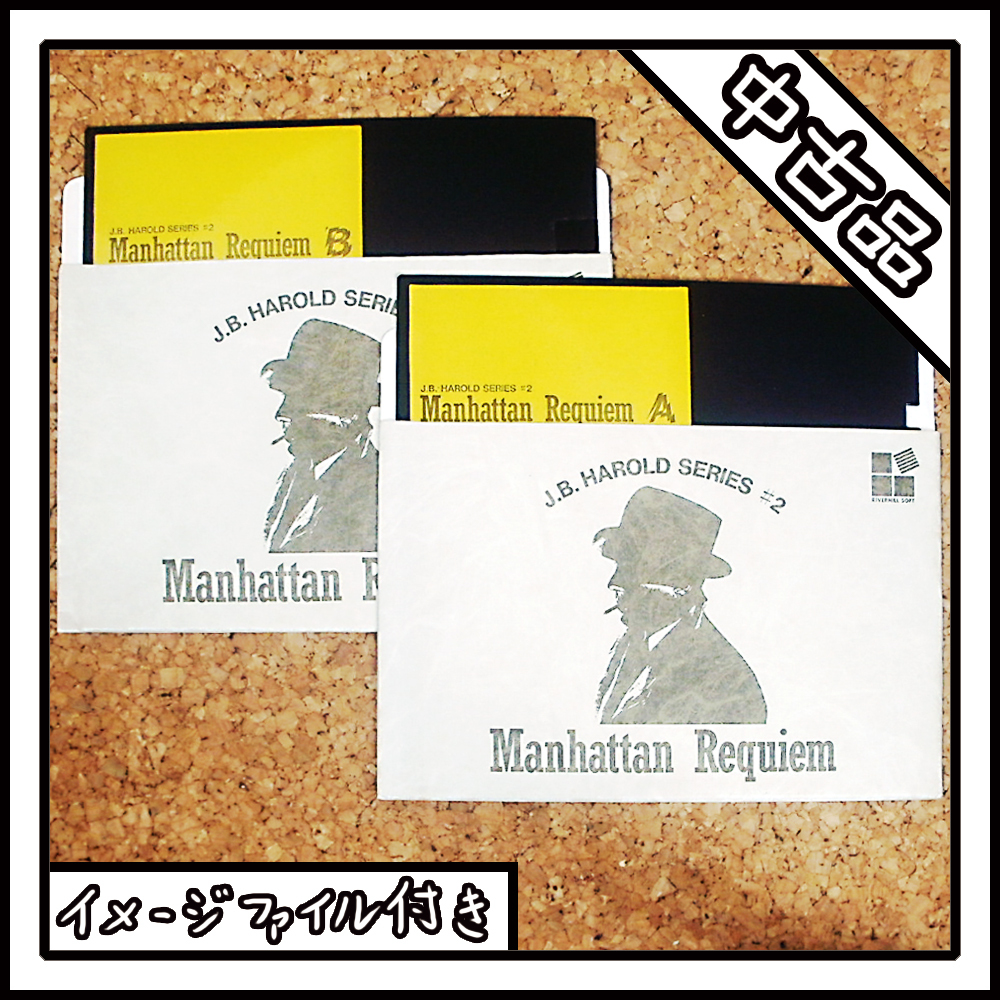 中古品
J.B. HAROLD SERIES #2
Manhattan Requiem B
J.B. HAROLD SERIE
Manhattan R
J.B. HAROLD SERIES #2
Manhattan Requiem A
J.B. HAROLD SERIES #2
RIVERHILL SOFT
Manhattan Requiem
イメージファイル付き